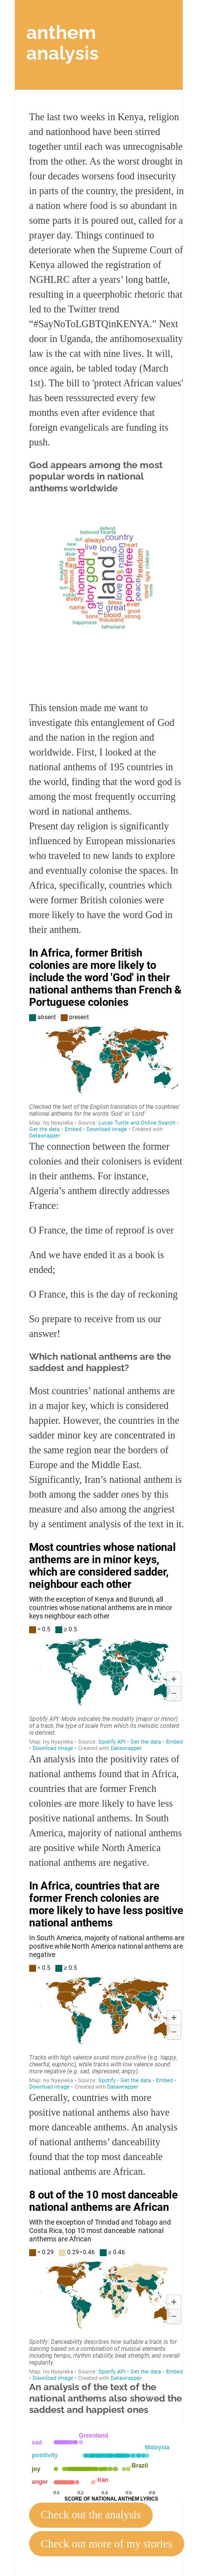 anthem
analysis
The last two weeks in Kenya, religion
and nationhood have been stirred
together until each was unrecognisable
from the other. As the worst drought in
four decades worsens food insecurity
in parts of the country, the president, in
a nation where food is so abundant in
some parts it is poured out, called for a
prayer day. Things continued to
deteriorate when the Supreme Court of
Kenya allowed the registration of
NGHLRC after a years’ long battle,
resulting in a querphobic rhetoric that
led to the Twitter trend
“#SayNoToLGBTQinKENYA.” Next
door in Uganda, the antihomosexuality
law is the cat with nine lives. It will,
once again, be tabled today (March
1st). The bill to 'protect African values'
has been resssurected every few
months even after evidence that
foreign evangelicals are funding its
push.
God appears among the most
popular words in national
anthems worldwide
defend
beloved hearts
out always country
new
more
dear
die
flag
live long
nation
heart
beautiful
world
glorious
homeland
glory
god
land
not
love
people
free
peace
freedom
children
light
stand
home
sun
noble
every
name
no
sons
bless
great
blood
ever
good
strong
thousand
happiness
fatherland
This tension made me want to
investigate this entanglement of God
and the nation in the region and
worldwide. First, I looked at the
national anthems of 195 countries in
the world, finding that the word god is
among the most frequently occurring
word in national anthems.
Present day religion is significantly
influenced by European missionaries
who traveled to new lands to explore
and eventually colonise the spaces. In
Africa, specifically, countries which
were former British colonies were
more likely to have the word God in
their anthem.
In Africa, former British
colonies are more likely to
include the word 'God' in their
national anthems than French &
Portuguese colonies
absent present
Checked the text of the English translation of the countries'
national anthems for the words 'God' or 'Lord'
Map: Ivy Nyayieka • Source: Lucas Turtle and Online Search •
Get the data • Embed • Download image • Created with
Datawrapper
The connection between the former
colonies and their colonisers is evident
in their anthems. For instance,
Algeria’s anthem directly addresses
France:
O France, the time of reproof is over
And we have ended it as a book is
ended;
O France, this is the day of reckoning
So prepare to receive from us our
answer!
Which national anthems are the
saddest and happiest?
Most countries’ national anthems are
in a major key, which is considered
happier. However, the countries in the
sadder minor key are concentrated in
the same region near the borders of
Europe and the Middle East.
Significantly, Iran’s national anthem is
both among the sadder ones by this
measure and also among the angriest
by a sentiment analysis of the text in it.
Most countries whose national
anthems are in minor keys,
which are considered sadder,
neighbour each other
With the exception of Kenya and Burundi, all
countries whose national anthems are in minor
keys neighbour each other
< 0.5 ≥ 0.5
+
−
Spotify API: Mode indicates the modality (major or minor)
of a track, the type of scale from which its melodic content
is derived.
Map: Ivy Nyayieka • Source: Spotify API • Get the data • Embed
• Download image • Created with Datawrapper
An analysis into the positivity rates of
national anthems found that in Africa,
countries that are former French
colonies are more likely to have less
positive national anthems. In South
America, majority of national anthems
are positive while North America
national anthems are negative.
In Africa, countries that are
former French colonies are
more likely to have less positive
national anthems
In South America, majority of national anthems are
positive while North America national anthems are
negative
< 0.5 ≥ 0.5
+
−
Tracks with high valence sound more positive (e.g. happy,
cheerful, euphoric), while tracks with low valence sound
more negative (e.g. sad, depressed, angry).
Map: Ivy Nyayieka • Source: Spotify • Get the data • Embed •
Download image • Created with Datawrapper
Generally, countries with more
positive national anthems also have
more danceable anthems. An analysis
of national anthems’ danceability
found that the top most danceable
national anthems are African.
8 out of the 10 most danceable
national anthems are African
With the exception of Trinidad and Tobago and
Costa Rica, top 10 most danceable national
anthems are African
< 0.29 0.29–0.46 ≥ 0.46
+
−
Spotify: Danceability describes how suitable a track is for
dancing based on a combination of musical elements
including tempo, rhythm stability, beat strength, and overall
regularity.
Map: Ivy Nyayieka • Source: Spotify API • Get the data • Embed
• Download image • Created with Datawrapper
An analysis of the text of the
national anthems also showed the
saddest and happiest ones
Greenland
sad
Malaysia
positivity
Brazil
joy
Iran
anger
0.0 0.2 0.4 0.6 0.8
SCORE OF NATIONAL ANTHEM LYRICS
Check out the analysis
Check out more of my stories